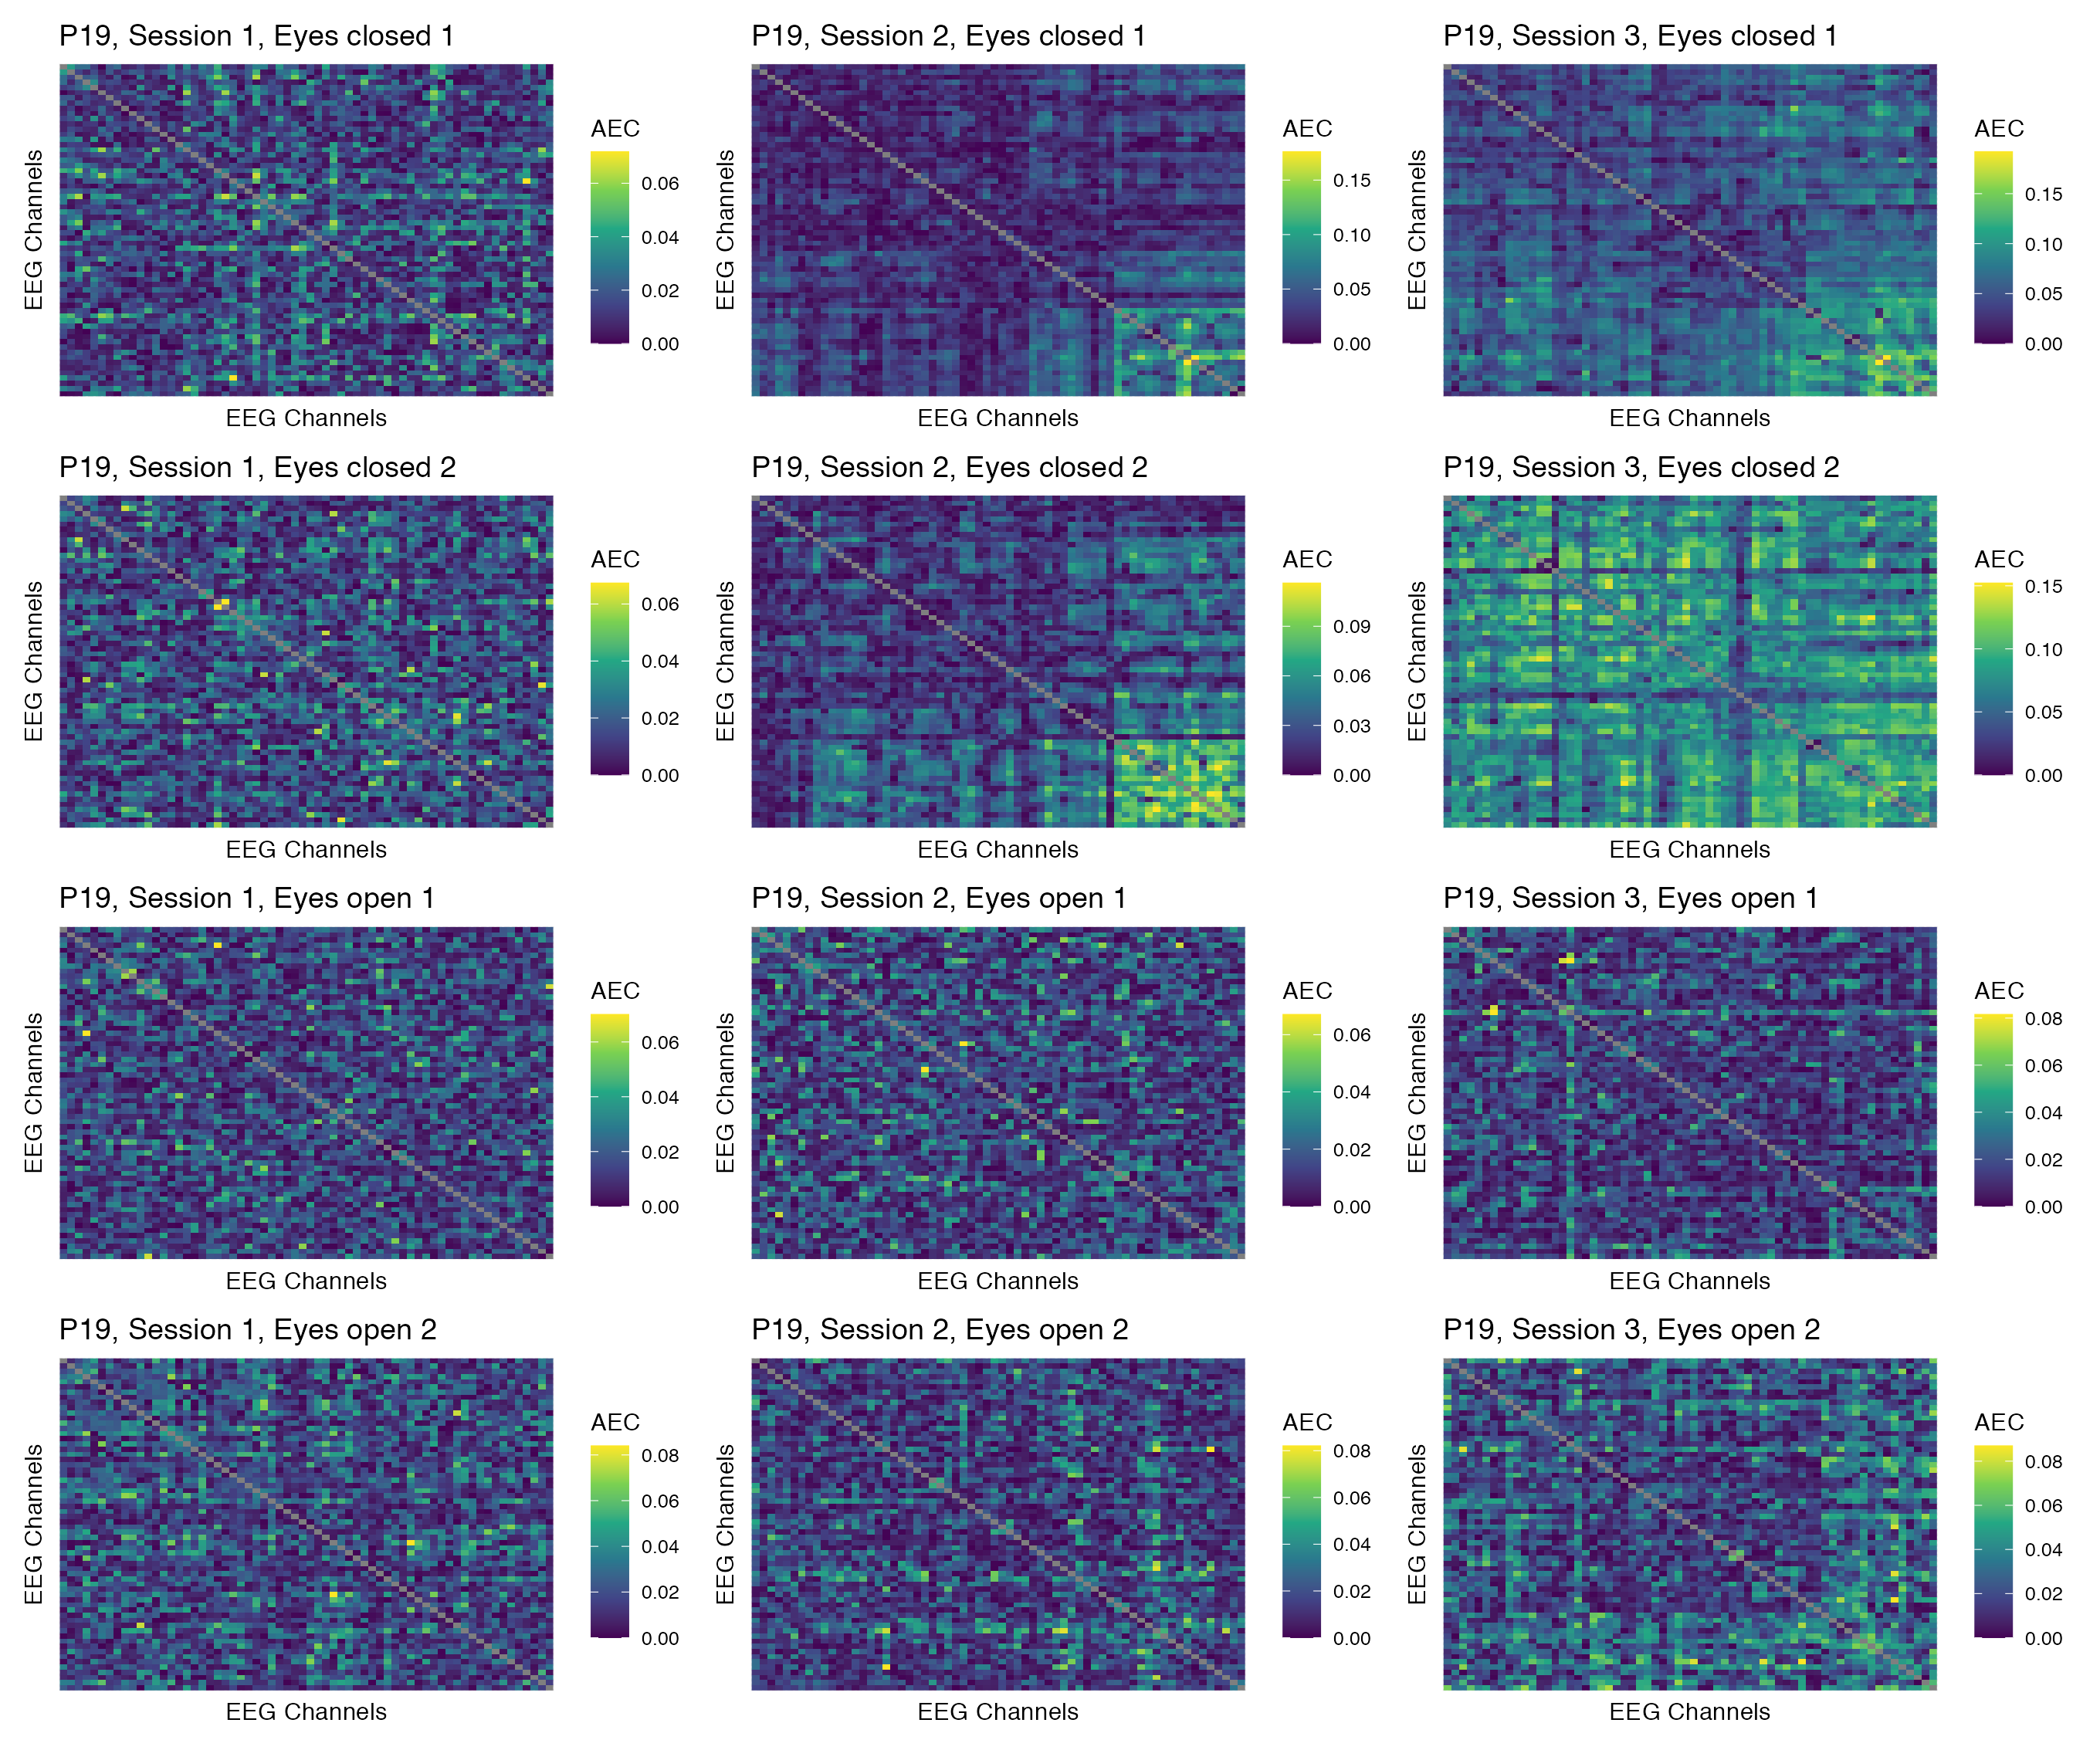 P19, Session 1, Eyes closed 1
EEG Channels
EEG Channels
AEC
0.06
0.04
0.02
0.00
P19, Session 2, Eyes closed 1
EEG Channels
EEG Channels
AEC
0.15
0.10
0.05
0.00
P19, Session 3, Eyes closed 1
EEG Channels
EEG Channels
AEC
0.15
0.10
0.05
0.00
P19, Session 1, Eyes closed 2
EEG Channels
EEG Channels
AEC
0.06
0.04
0.02
0.00
P19, Session 2, Eyes closed 2
EEG Channels
EEG Channels
AEC
0.09
0.06
0.03
0.00
P19, Session 3, Eyes closed 2
EEG Channels
EEG Channels
AEC
0.15
0.10
0.05
0.00
P19, Session 1, Eyes open 1
EEG Channels
EEG Channels
AEC
0.06
0.04
0.02
0.00
P19, Session 2, Eyes open 1
EEG Channels
EEG Channels
AEC
0.06
0.04
0.02
0.00
P19, Session 3, Eyes open 1
EEG Channels
EEG Channels
AEC
0.08
0.06
0.04
0.02
0.00
P19, Session 1, Eyes open 2
EEG Channels
EEG Channels
AEC
0.08
0.06
0.04
0.02
0.00
P19, Session 2, Eyes open 2
EEG Channels
EEG Channels
AEC
0.08
0.06
0.04
0.02
0.00
P19, Session 3, Eyes open 2
EEG Channels
EEG Channels
AEC
0.08
0.06
0.04
0.02
0.00